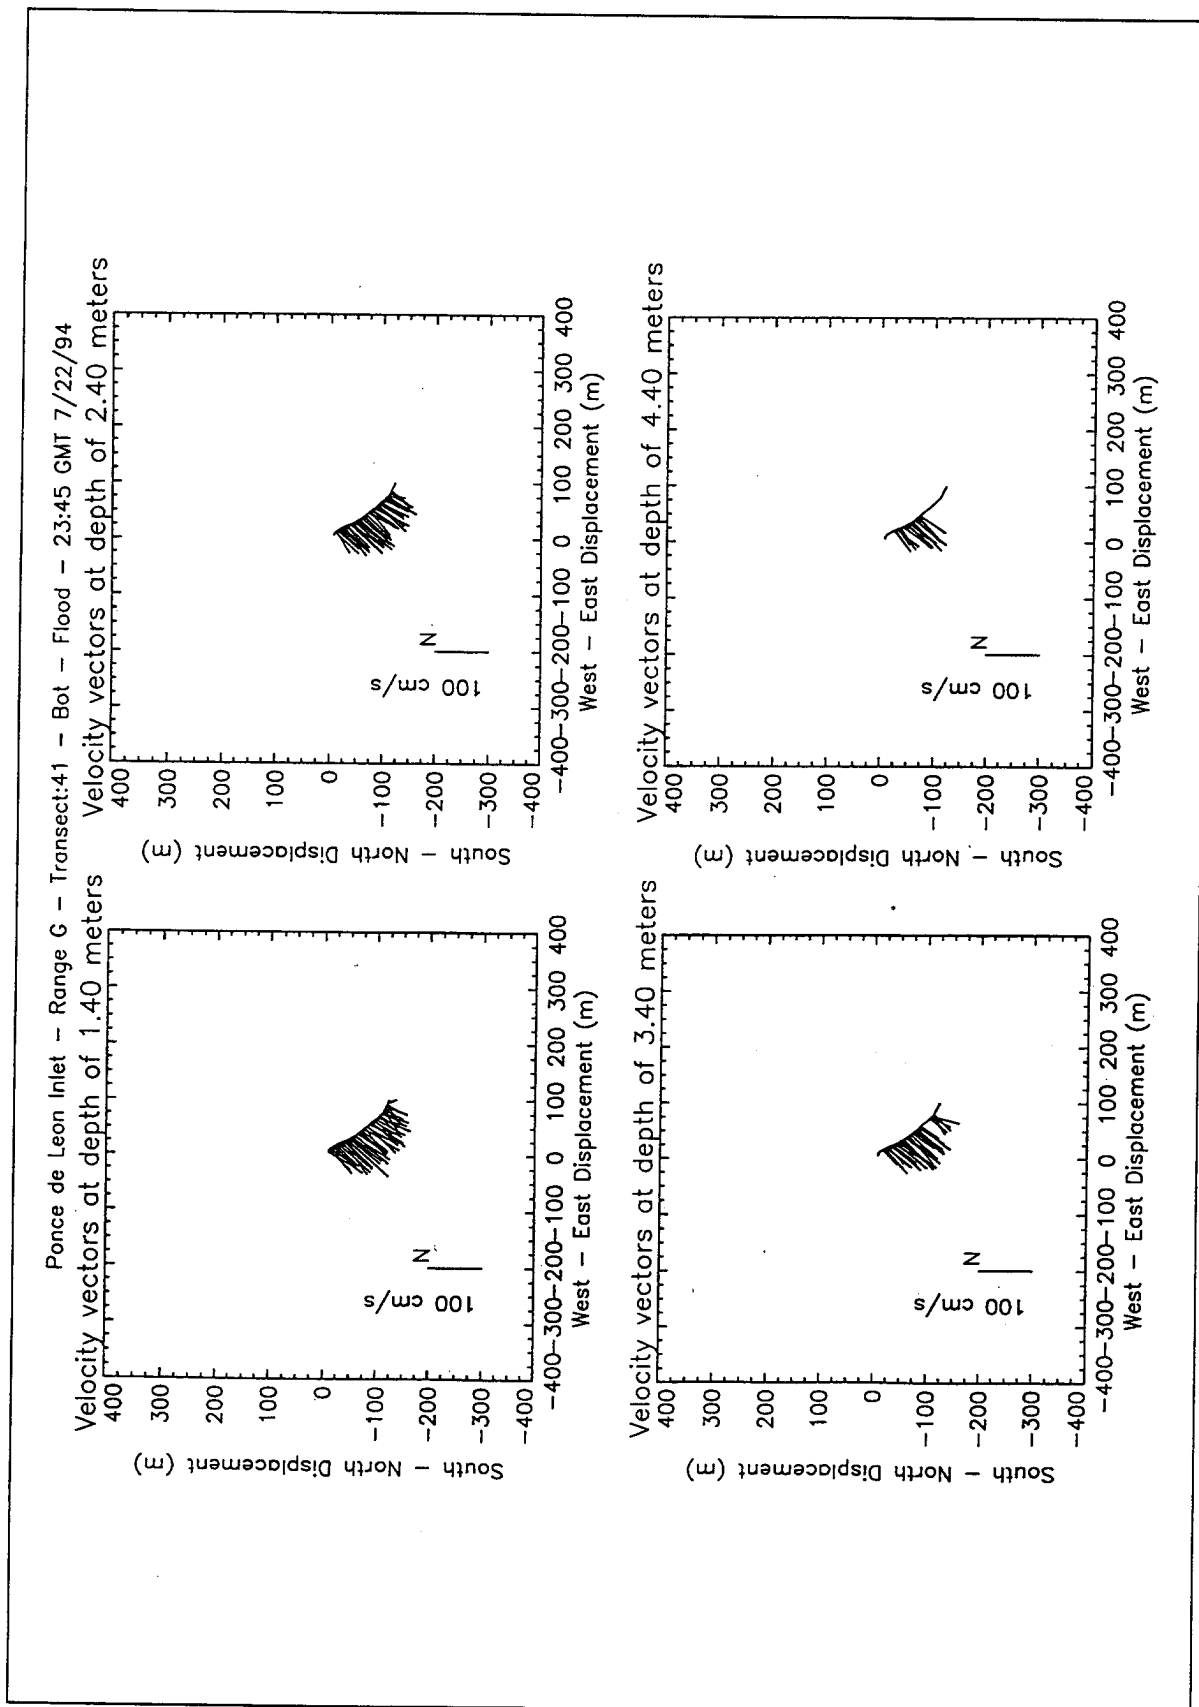 Ponce de Leon Inlet – Range G – Transect:41 – Bot – Flood – 23:45 GMT 7/22/94
Velocity vectors at depth of 1.40 meters
South – North Displacement (m)
400
300
200
100
0
–100
–200
–300
–400
100 cm/s
N
–400–300–200–100 0 100 200 300 400
West – East Displacement (m)
Velocity vectors at depth of 2.40 meters
South – North Displacement (m)
400
300
200
100
0
–100
–200
–300
–400
100 cm/s
N
–400–300–200–100 0 100 200 300 400
West – East Displacement (m)
Velocity vectors at depth of 3.40 meters
South – North Displacement (m)
400
300
200
100
0
–100
–200
–300
–400
100 cm/s
N
–400–300–200–100 0 100 200 300 400
West – East Displacement (m)
Velocity vectors at depth of 4.40 meters
South – North Displacement (m)
400
300
200
100
0
–100
–200
–300
–400
100 cm/s
N
–400–300–200–100 0 100 200 300 400
West – East Displacement (m)